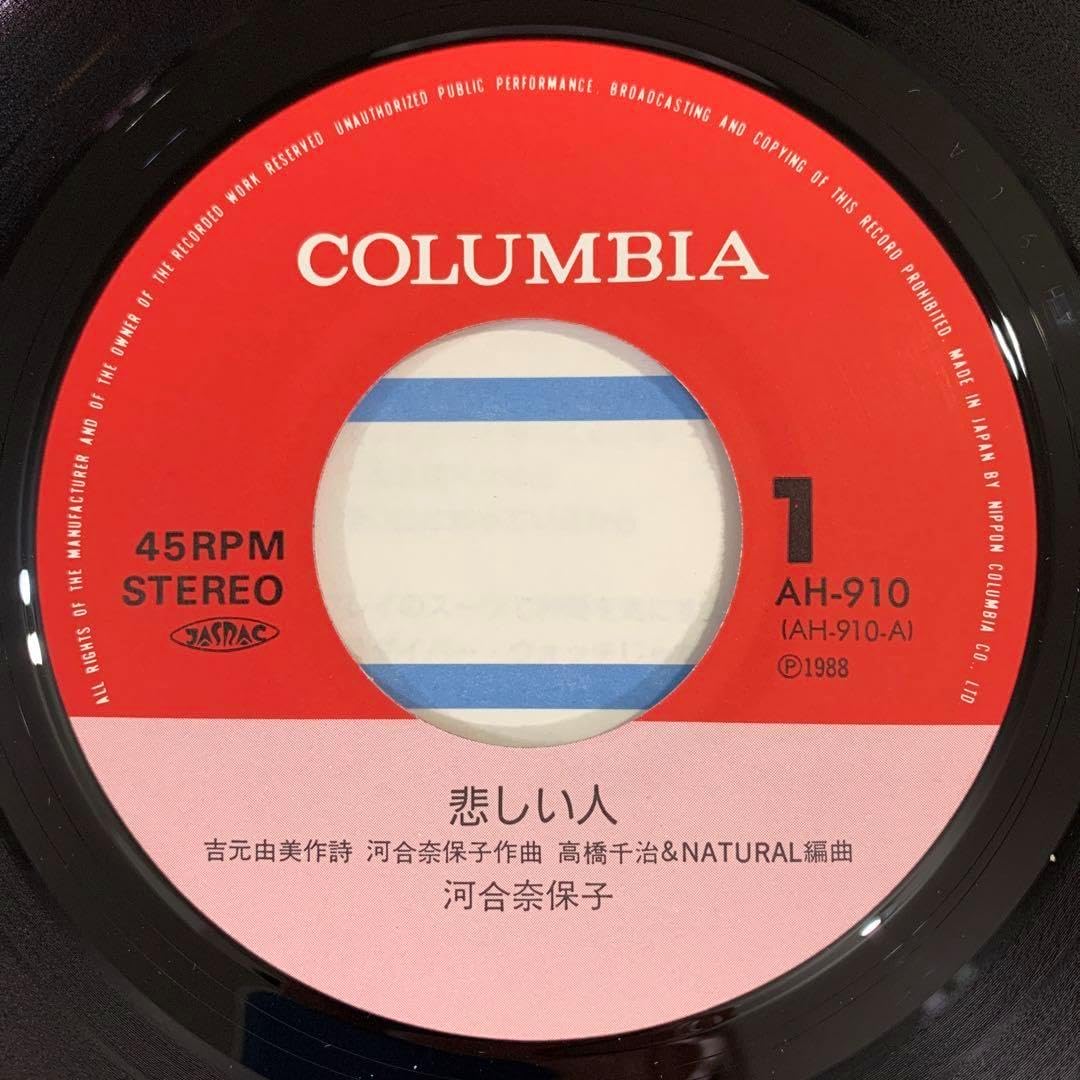 ALL RIGHTS OF THE MANUFACTURER AND OF THE OWNER OF THE RECORDED WORK RESERVED UNAUTHORIZED PUBLIC PERFORMANCE BROADCASTING AND COPYING OF THIS RECORD PROHIBITED. MADE IN JAPAN BY NIPPON COLUMBIA CO., LTD
COLUMBIA
45RPM
STEREO
JASRAC
1
AH-910
(AH-910-A)
Ⓟ1988
悲しい人
吉元由美作詩 河合奈保子作曲 高橋千治&NATURAL編曲
河合奈保子